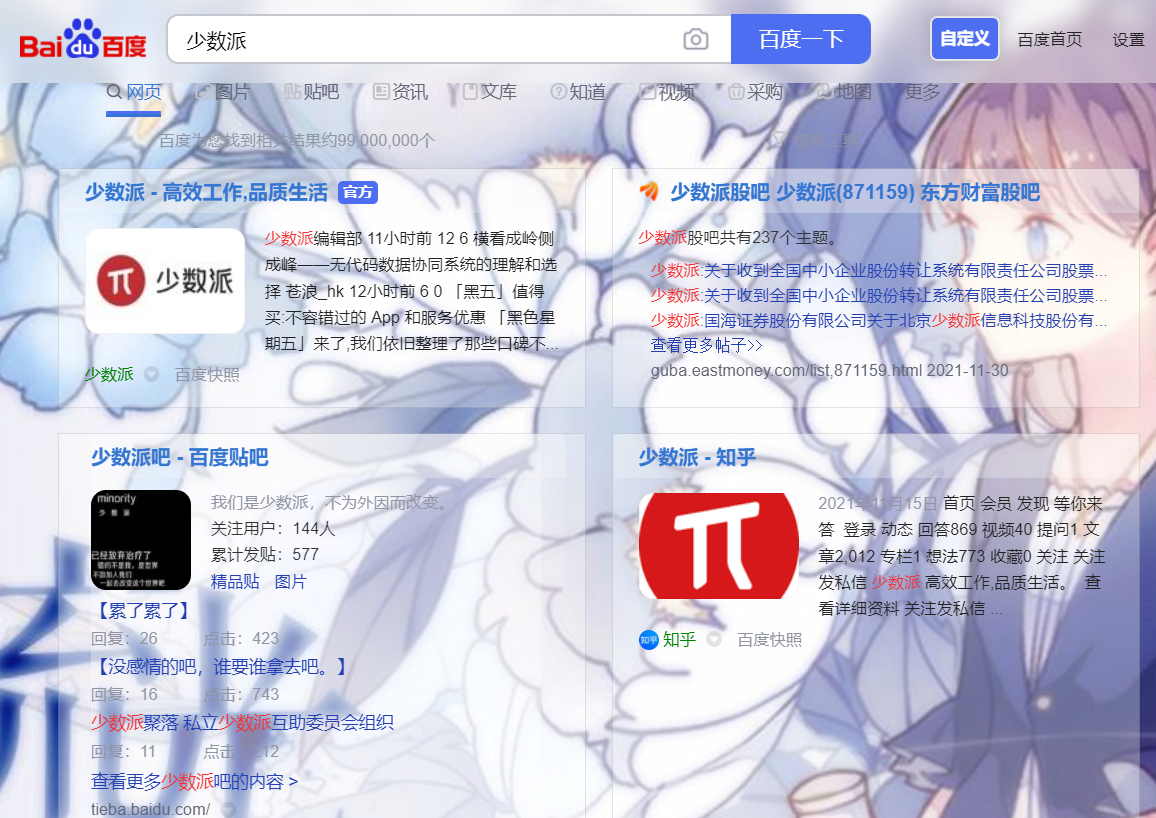 Bai du 百度
少数派
百度一下
自定义
百度首页
设置
网页
图片
贴吧
资讯
文库
知道
视频
采购
地图
更多
百度为您找到相关结果约99,000,000个
搜索工具
少数派 - 高效工作,品质生活 官方
少数派
少数派编辑部 11小时前 12 6 横看成岭侧
成峰——无代码数据协同系统的理解和选
择 苍浪_hk 12小时前 6 0 「黑五」值得
买:不容错过的 App 和服务优惠 「黑色星
期五」来了,我们依旧整理了那些口碑不...
少数派 百度快照
少数派股吧 少数派(871159) 东方财富股吧
少数派股吧共有237个主题。
少数派:关于收到全国中小企业股份转让系统有限责任公司股票...
少数派:关于收到全国中小企业股份转让系统有限责任公司股票...
少数派:国海证券股份有限公司关于北京少数派信息科技股份有...
查看更多帖子>>
guba.eastmoney.com/list,871159.html 2021-11-30
少数派吧 - 百度贴吧
minority
少数派
已经放弃治疗了
错的不是我，是世界
不如加入我们
一起去改变这个世界吧
我们是少数派，不为外因而改变。
关注用户：144人
累计发贴：577
精品贴 图片
【累了累了】
回复：26 点击：423
【没感情的吧，谁要谁拿去吧。】
回复：16 点击：743
少数派聚落 私立少数派互助委员会组织
回复：11 点击：212
查看更多少数派吧的内容 >
tieba.baidu.com/
少数派 - 知乎
2021年11月15日 首页 会员 发现 等你来
答 登录 动态 回答869 视频40 提问1 文
章2,012 专栏1 想法773 收藏0 关注 关注
发私信 少数派 高效工作,品质生活。 查
看详细资料 关注发私信 ...
知乎 知乎 百度快照